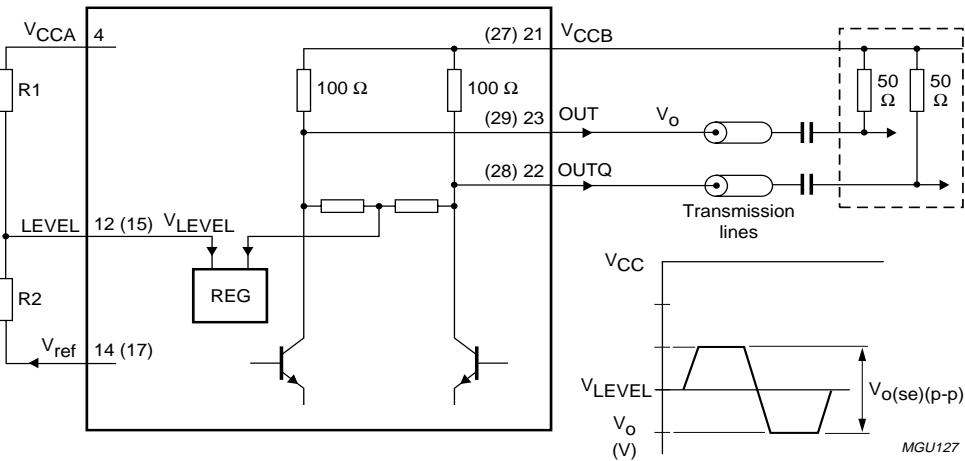 VCCA 4
R1
100 Ω
100 Ω
(27) 21 VCCB
(29) 23 OUT
Vo
(28) 22 OUTQ
50 Ω
50 Ω
Transmission
lines
LEVEL 12 (15) VLEVEL
REG
R2
Vref 14 (17)
VCC
VLEVEL
Vo(se)(p-p)
Vo
(V)
MGU127